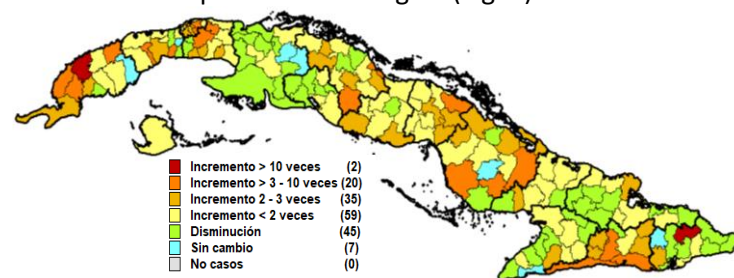 Incremento > 10 veces (2)
Incremento > 3 - 10 veces (20)
Incremento 2 - 3 veces (35)
Incremento < 2 veces (59)
Disminución (45)
Sin cambio (7)
No casos (0)